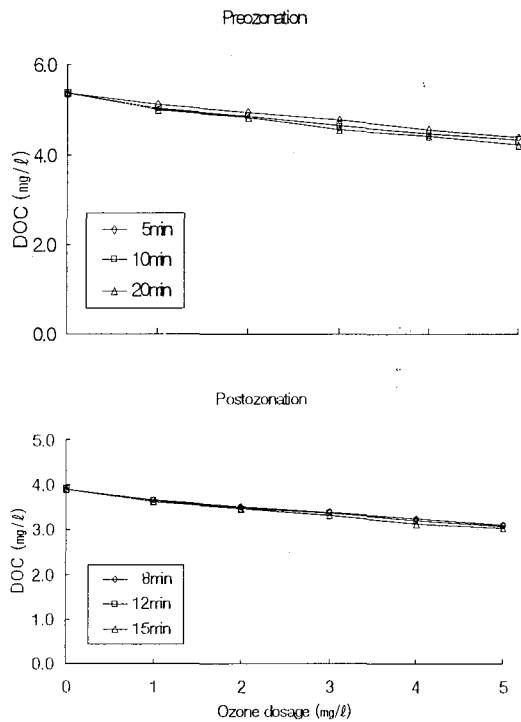 Preozonation
6.0
4.0
2.0
0.0
DOC (mg/ℓ)
5min
10min
20min
Postozonation
5.0
4.0
3.0
2.0
1.0
0.0
DOC (mg/ℓ)
8min
12min
15min
0 1 2 3 4 5
Ozone dosage (mg/ℓ)